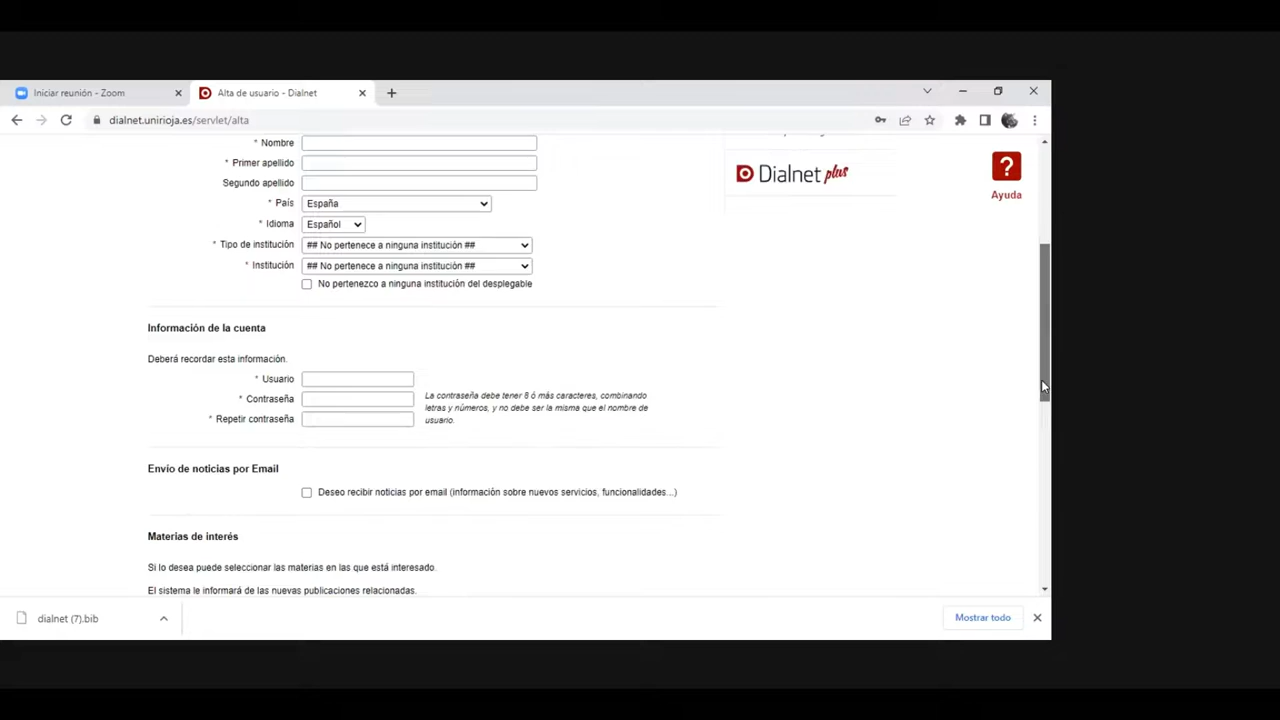 Iniciar reunión - Zoom
Alta de usuario - Dialnet
dialnet.unirioja.es/servlet/alta
* Nombre
* Primer apellido
Segundo apellido
* País España
* Idioma Español
* Tipo de institución ## No pertenece a ninguna institución ##
* Institución ## No pertenece a ninguna institución ##
No pertenezco a ninguna institución del desplegable
Dialnet plus
?
Ayuda
Información de la cuenta
Deberá recordar esta información.
* Usuario
* Contraseña
* Repetir contraseña
La contraseña debe tener 8 ó más caracteres, combinando
letras y números, y no debe ser la misma que el nombre de
usuario.
Envío de noticias por Email
Deseo recibir noticias por email (información sobre nuevos servicios, funcionalidades...)
Materias de interés
Si lo desea puede seleccionar las materias en las que está interesado.
El sistema le informará de las nuevas publicaciones relacionadas.
dialnet (7).bib
Mostrar todo